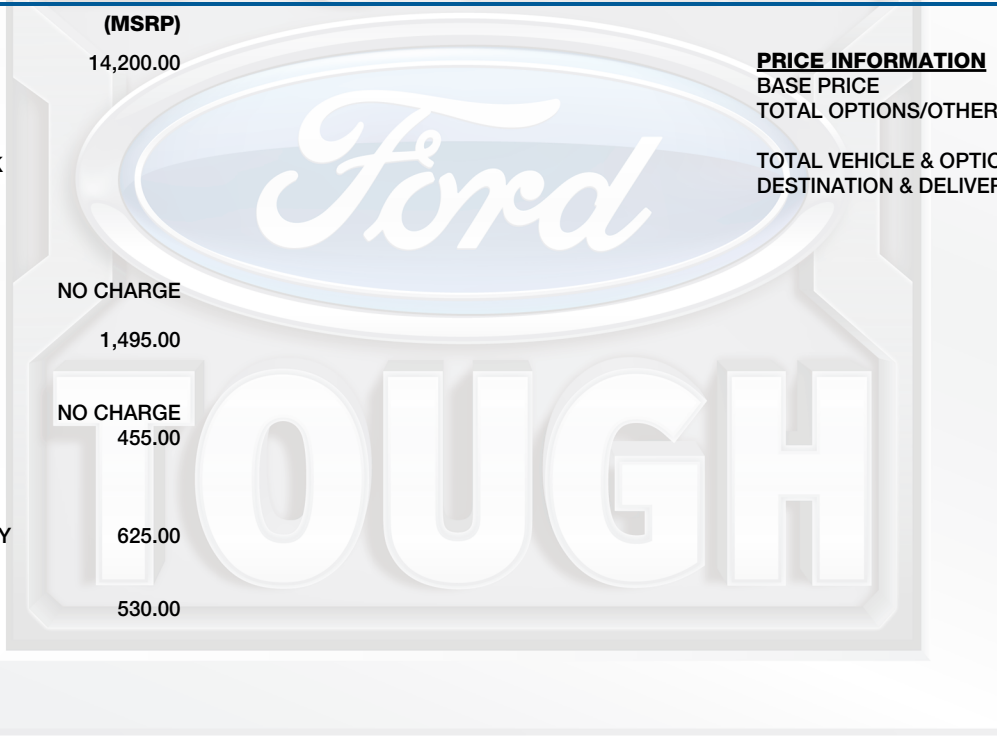 (MSRP)
14,200.00
K
NO CHARGE
1,495.00
NO CHARGE
455.00
Y 625.00
530.00
PRICE INFORMATION
BASE PRICE
TOTAL OPTIONS/OTHER
TOTAL VEHICLE & OPTIO
DESTINATION & DELIVER
Ford
TOUGH